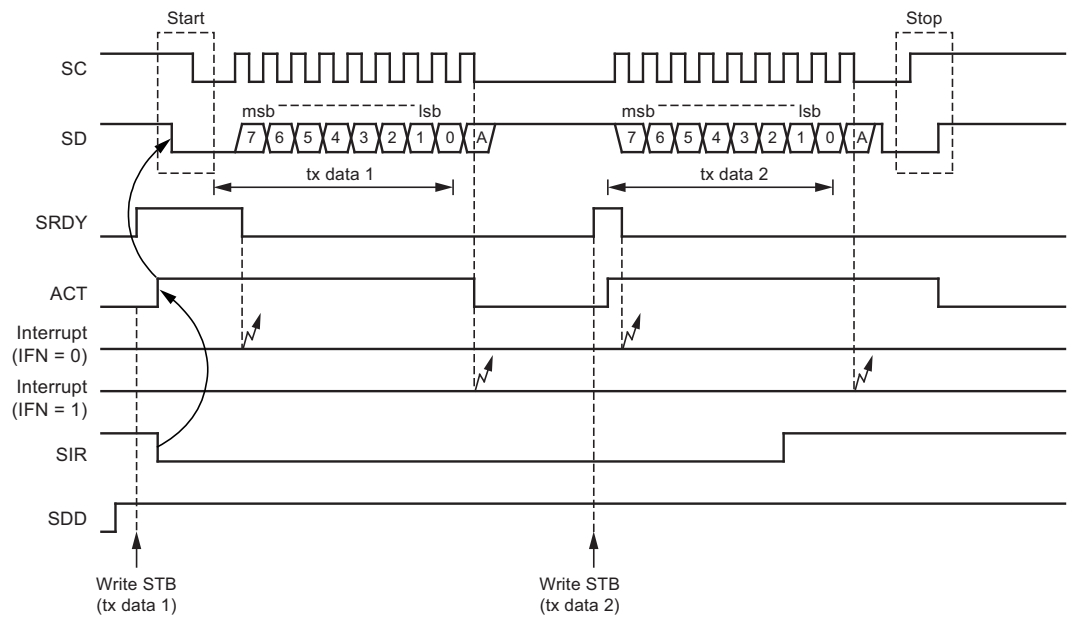 Start
Stop
SC
msb
lsb
msb
lsb
SD
7 6 5 4 3 2 1 0 A
7 6 5 4 3 2 1 0 A
tx data 1
tx data 2
SRDY
ACT
Interrupt
(IFN = 0)
Interrupt
(IFN = 1)
SIR
SDD
Write STB
(tx data 1)
Write STB
(tx data 2)